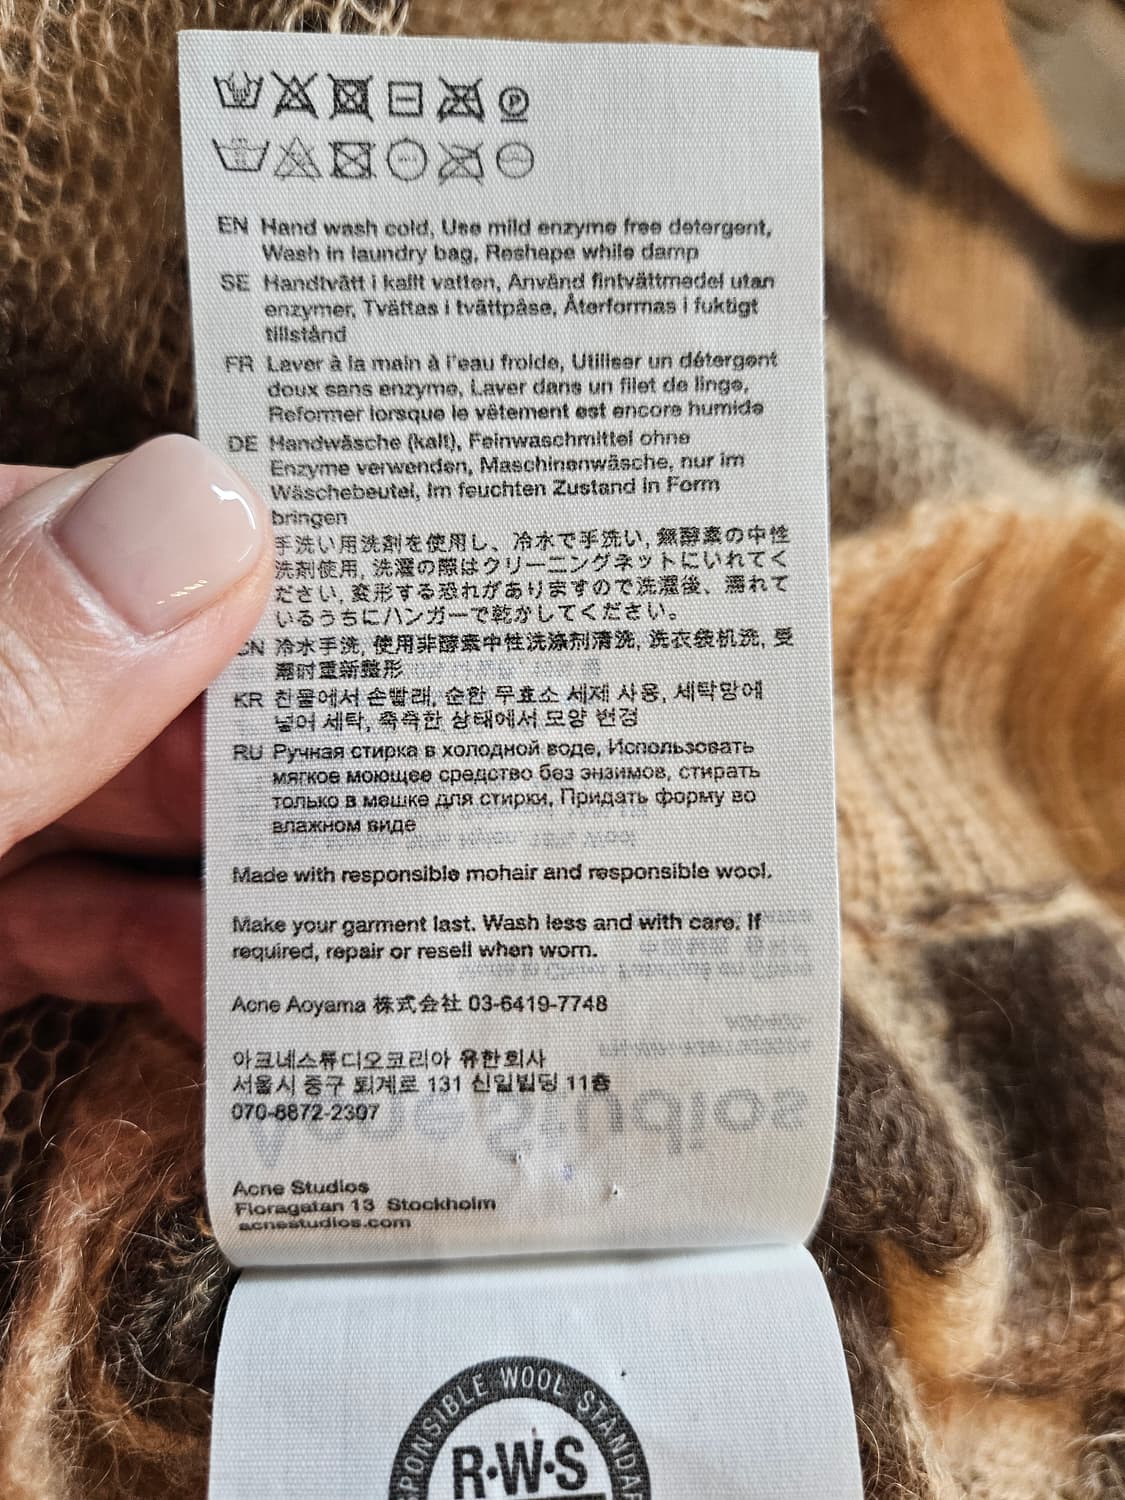 EN Hand wash cold, Use mild enzyme free detergent,
Wash in laundry bag, Reshape while damp
SE Handtvätt i kallt vatten, Använd fintvättmedel utan
enzymer, Tvättas i tvättpåse, Återformas i fuktigt
tillstånd
FR Laver à la main à l'eau froide, Utiliser un détergent
doux sans enzyme, Laver dans un filet de linge,
Reformer lorsque le vêtement est encore humide
DE Handwäsche (kalt), Feinwaschmittel ohne
Enzyme verwenden, Maschinenwäsche, nur im
Wäschebeutel, Im feuchten Zustand in Form
bringen
手洗い用洗剤を使用し、冷水で手洗い, 無酵素の中性
洗剤使用, 洗濯の際はクリーニングネットにいれてく
ださい, 変形する恐れがありますので洗濯後、濡れて
いるうちにハンガーで乾かしてください。
CN 冷水手洗, 使用非酵素中性洗涤剂清洗, 洗衣袋机洗, 受
潮时重新整形
KR 찬물에서 손빨래, 순한 무효소 세제 사용, 세탁망에
넣어 세탁, 축축한 상태에서 모양 변경
RU Ручная стирка в холодной воде, Использовать
мягкое моющее средство без энзимов, стирать
только в мешке для стирки, Придать форму во
влажном виде
Made with responsible mohair and responsible wool.
Make your garment last. Wash less and with care. If
required, repair or resell when worn.
Acne Aoyama 株式会社 03-6419-7748
아크네스튜디오코리아 유한회사
서울시 중구 퇴계로 131 신일빌딩 11층
070-8872-2307
Acne Studios
Floragatan 13 Stockholm
acnestudios.com
RESPONSIBLE WOOL STANDARD
R·W·S